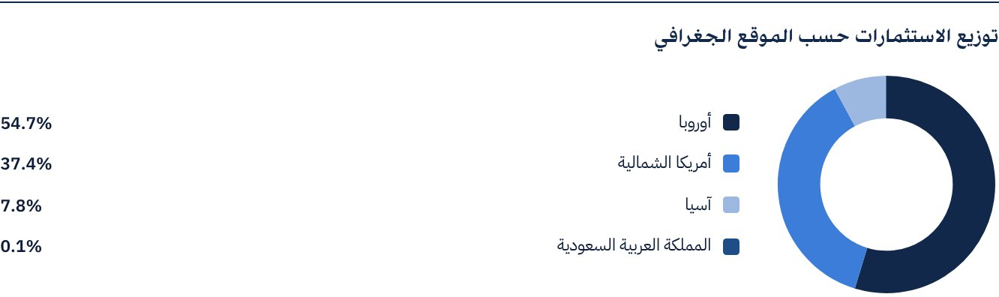 توزيع الاستثمارات حسب الموقع الجغرافي
أوروبا 54.7%
أمريكا الشمالية 37.4%
آسيا 7.8%
المملكة العربية السعودية 0.1%